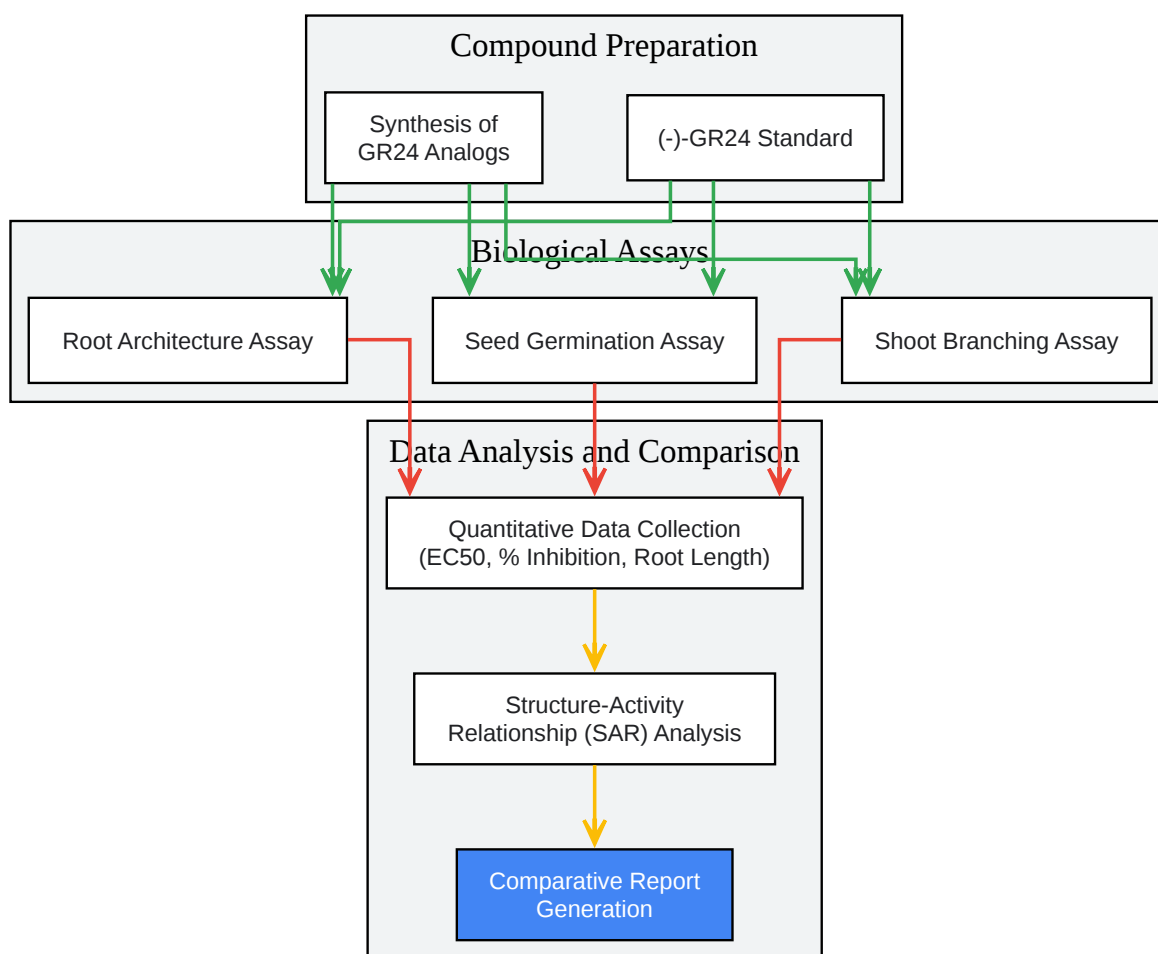 Compound Preparation
Synthesis of
GR24 Analogs
(-)-GR24 Standard
Biological Assays
Root Architecture Assay
Seed Germination Assay
Shoot Branching Assay
Data Analysis and Comparison
Quantitative Data Collection
(EC50, % Inhibition, Root Length)
Structure-Activity
Relationship (SAR) Analysis
Comparative Report
Generation